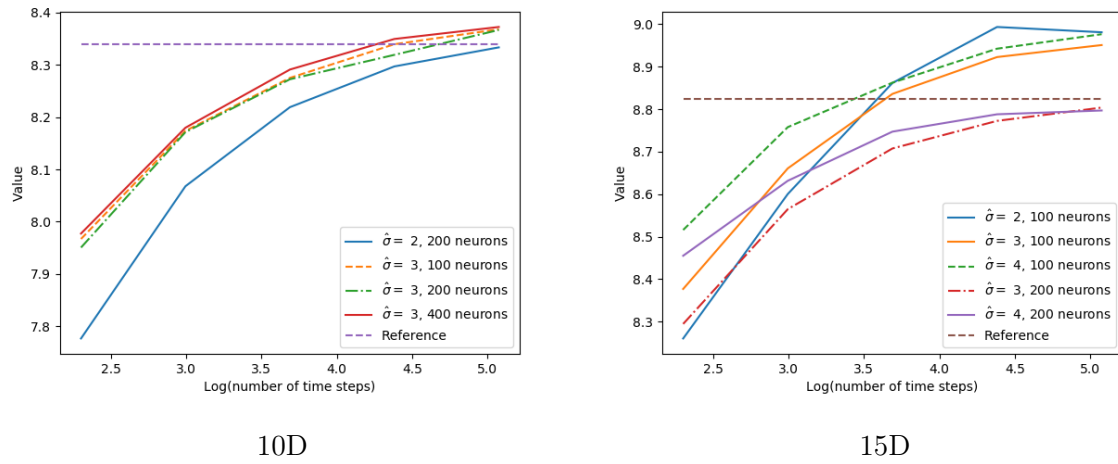 8.4
8.3
8.2
8.1
8.0
7.9
7.8
Value
2.5 3.0 3.5 4.0 4.5 5.0
Log(number of time steps)
σ̂ = 2, 200 neurons
σ̂ = 3, 100 neurons
σ̂ = 3, 200 neurons
σ̂ = 3, 400 neurons
Reference
10D
9.0
8.9
8.8
8.7
8.6
8.5
8.4
8.3
Value
2.5 3.0 3.5 4.0 4.5 5.0
Log(number of time steps)
σ̂ = 2, 100 neurons
σ̂ = 3, 100 neurons
σ̂ = 4, 100 neurons
σ̂ = 3, 200 neurons
σ̂ = 4, 200 neurons
Reference
15D